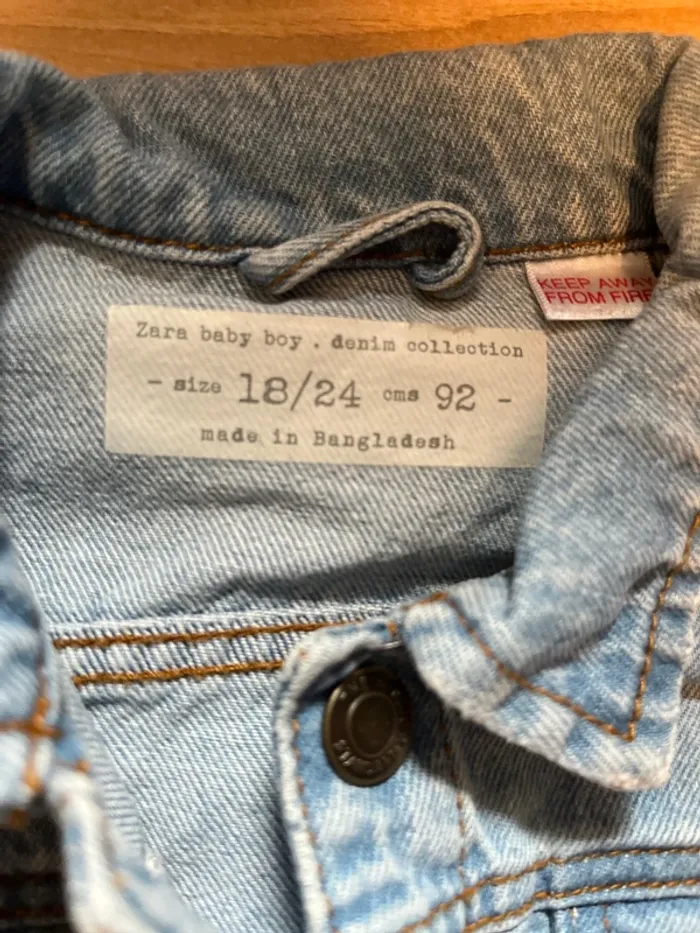 Zara baby boy . denim collection
- size 18/24 cms 92 -
made in Bangladesh
KEEP AWAY
FROM FIRE